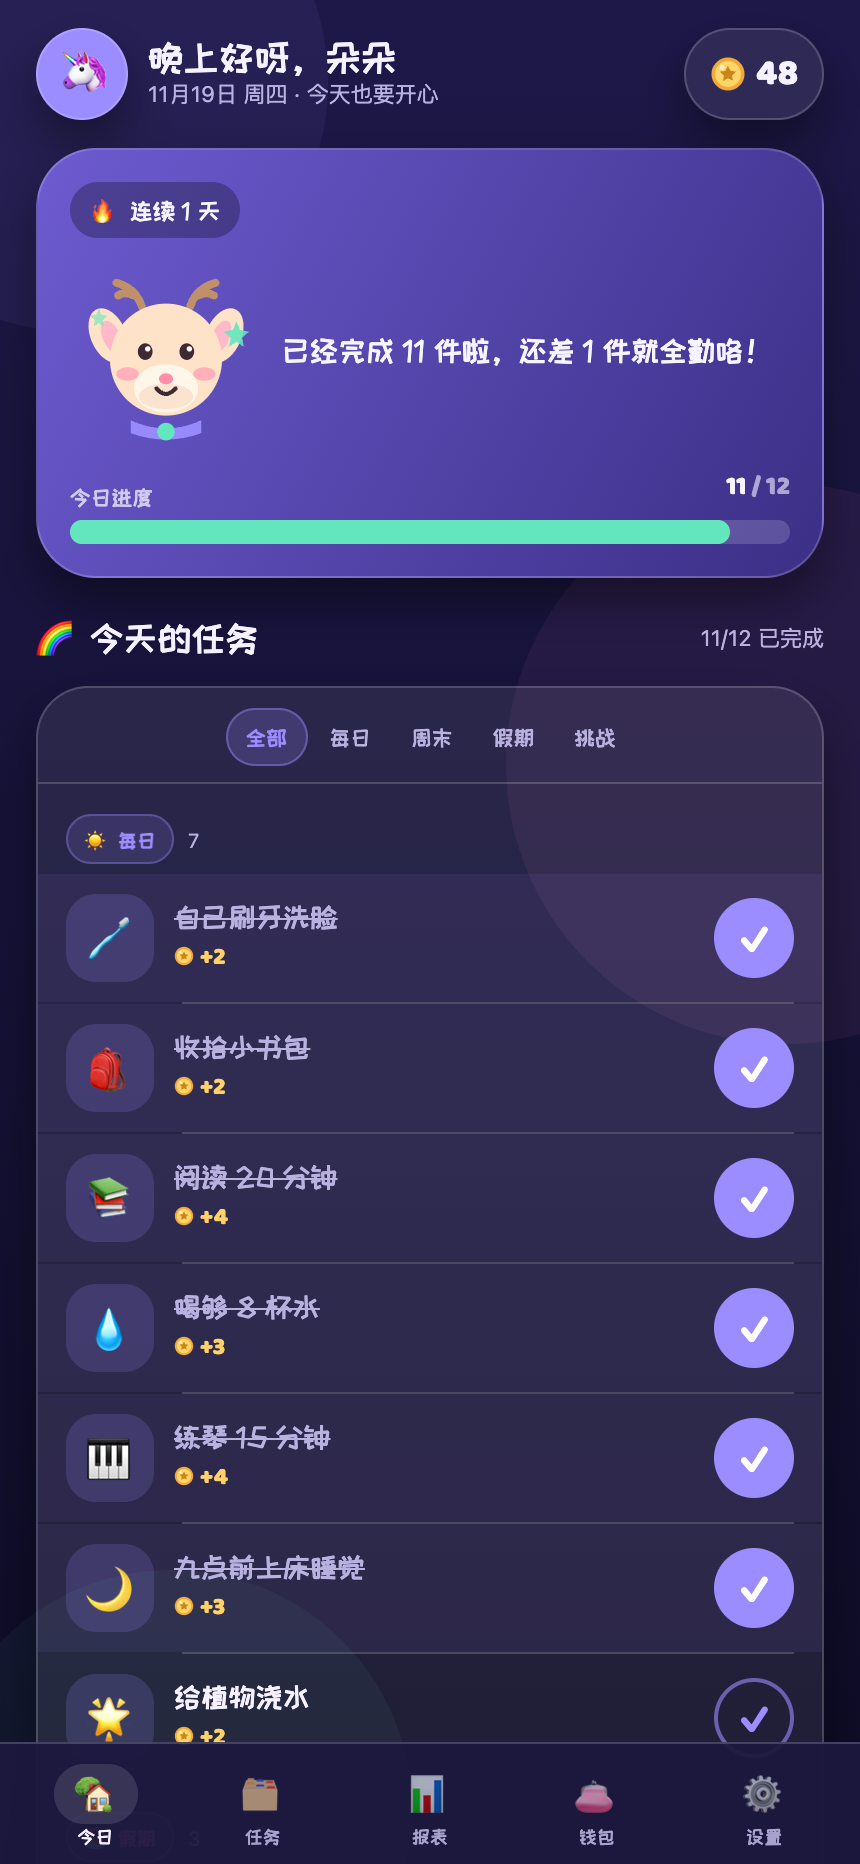 晚上好呀，朵朵
11月19日 周四 · 今天也要开心
48
连续 1 天
已经完成 11 件啦，还差 1 件就全勤咯！
今日进度
11 / 12
今天的任务
11/12 已完成
全部 每日 周末 假期 挑战
每日 7
自己刷牙洗脸
+2
收拾小书包
+2
阅读 20 分钟
+4
喝够 8 杯水
+3
练琴 15 分钟
+4
九点前上床睡觉
+3
给植物浇水
+2
假期 3
今日 任务 报表 钱包 设置